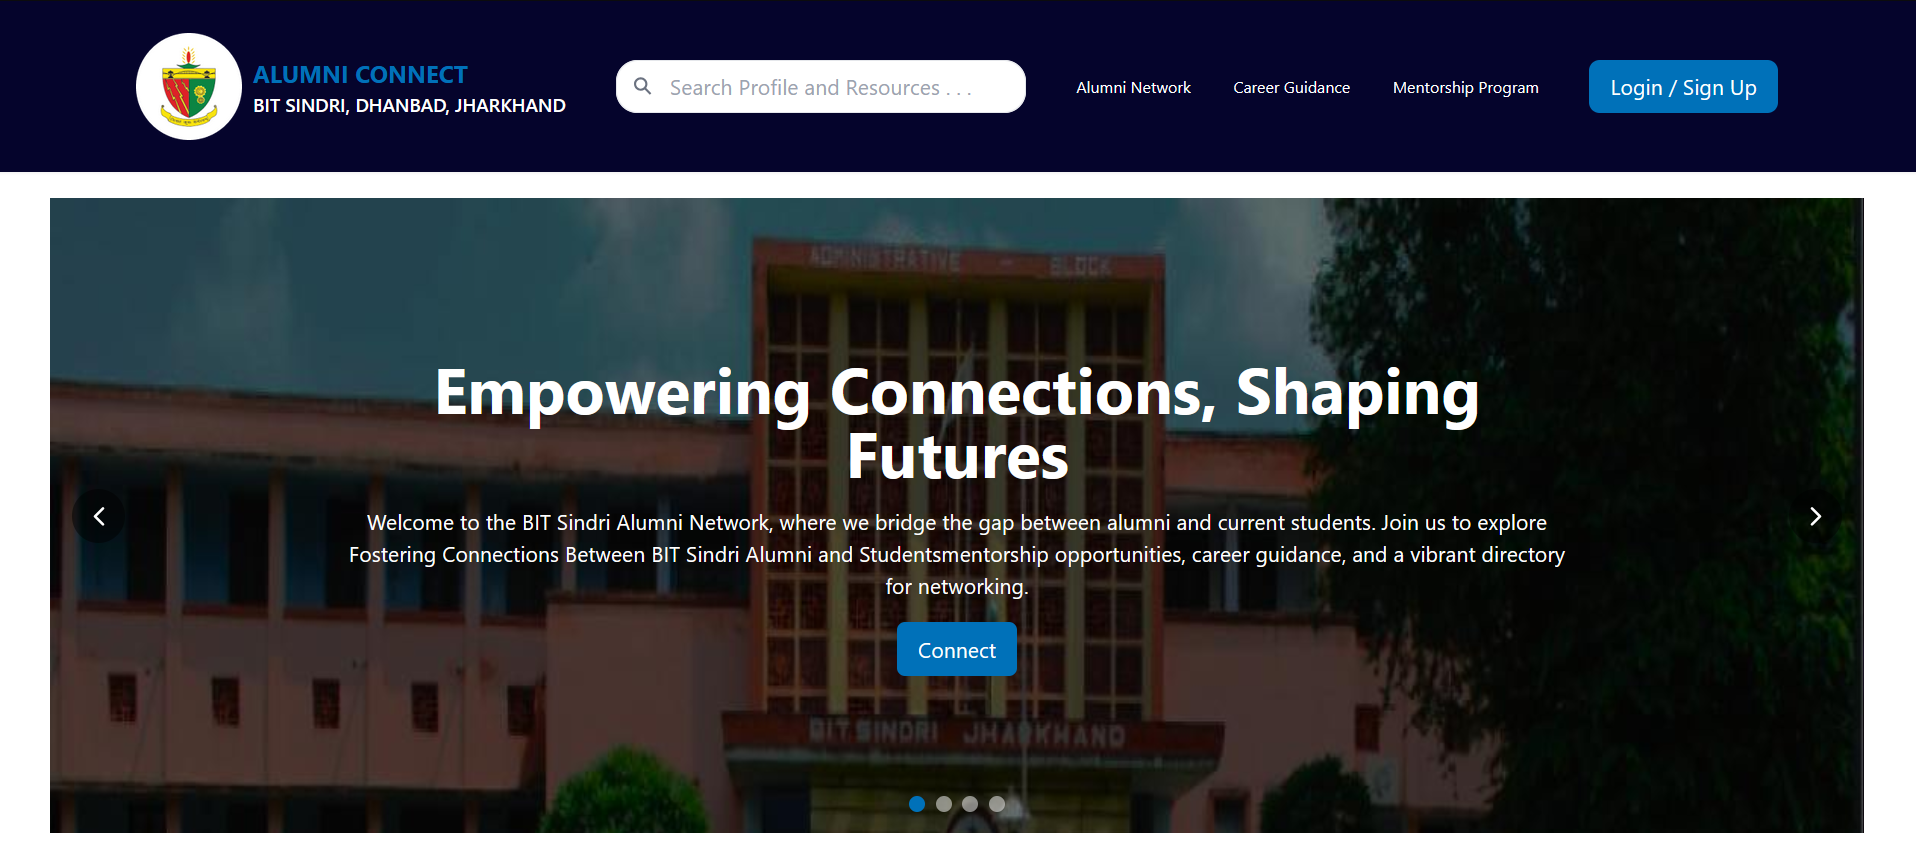 ALUMNI CONNECT
BIT SINDRI, DHANBAD, JHARKHAND
Search Profile and Resources . . .
Alumni Network
Career Guidance
Mentorship Program
Login / Sign Up
ADMINISTRATIVE - BLOCK
Empowering Connections, Shaping
Futures
Welcome to the BIT Sindri Alumni Network, where we bridge the gap between alumni and current students. Join us to explore
Fostering Connections Between BIT Sindri Alumni and Studentsmentorship opportunities, career guidance, and a vibrant directory
for networking.
Connect
BIT SINDRI JHARKHAND